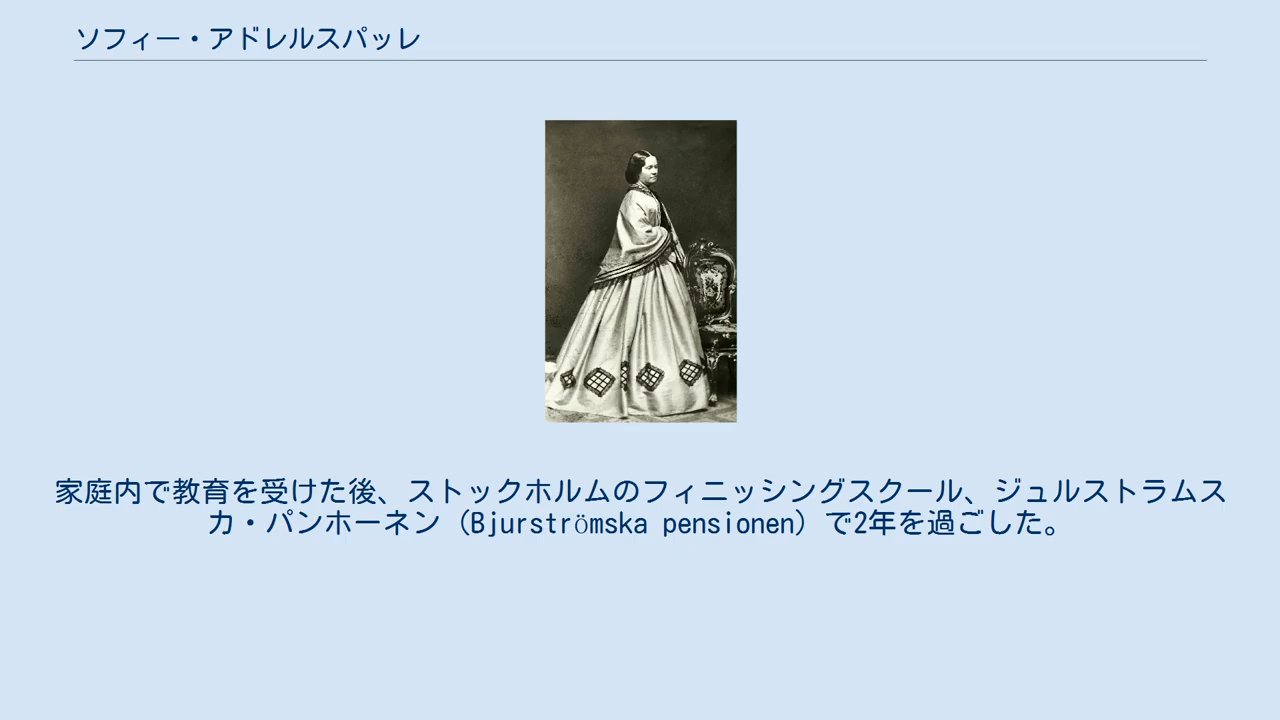 ソフィー・アドレルスパッレ
家庭内で教育を受けた後、ストックホルムのフィニッシングスクール、ジュルストラムス
カ・パンホーネン（Bjurströmska pensionen）で2年を過ごした。